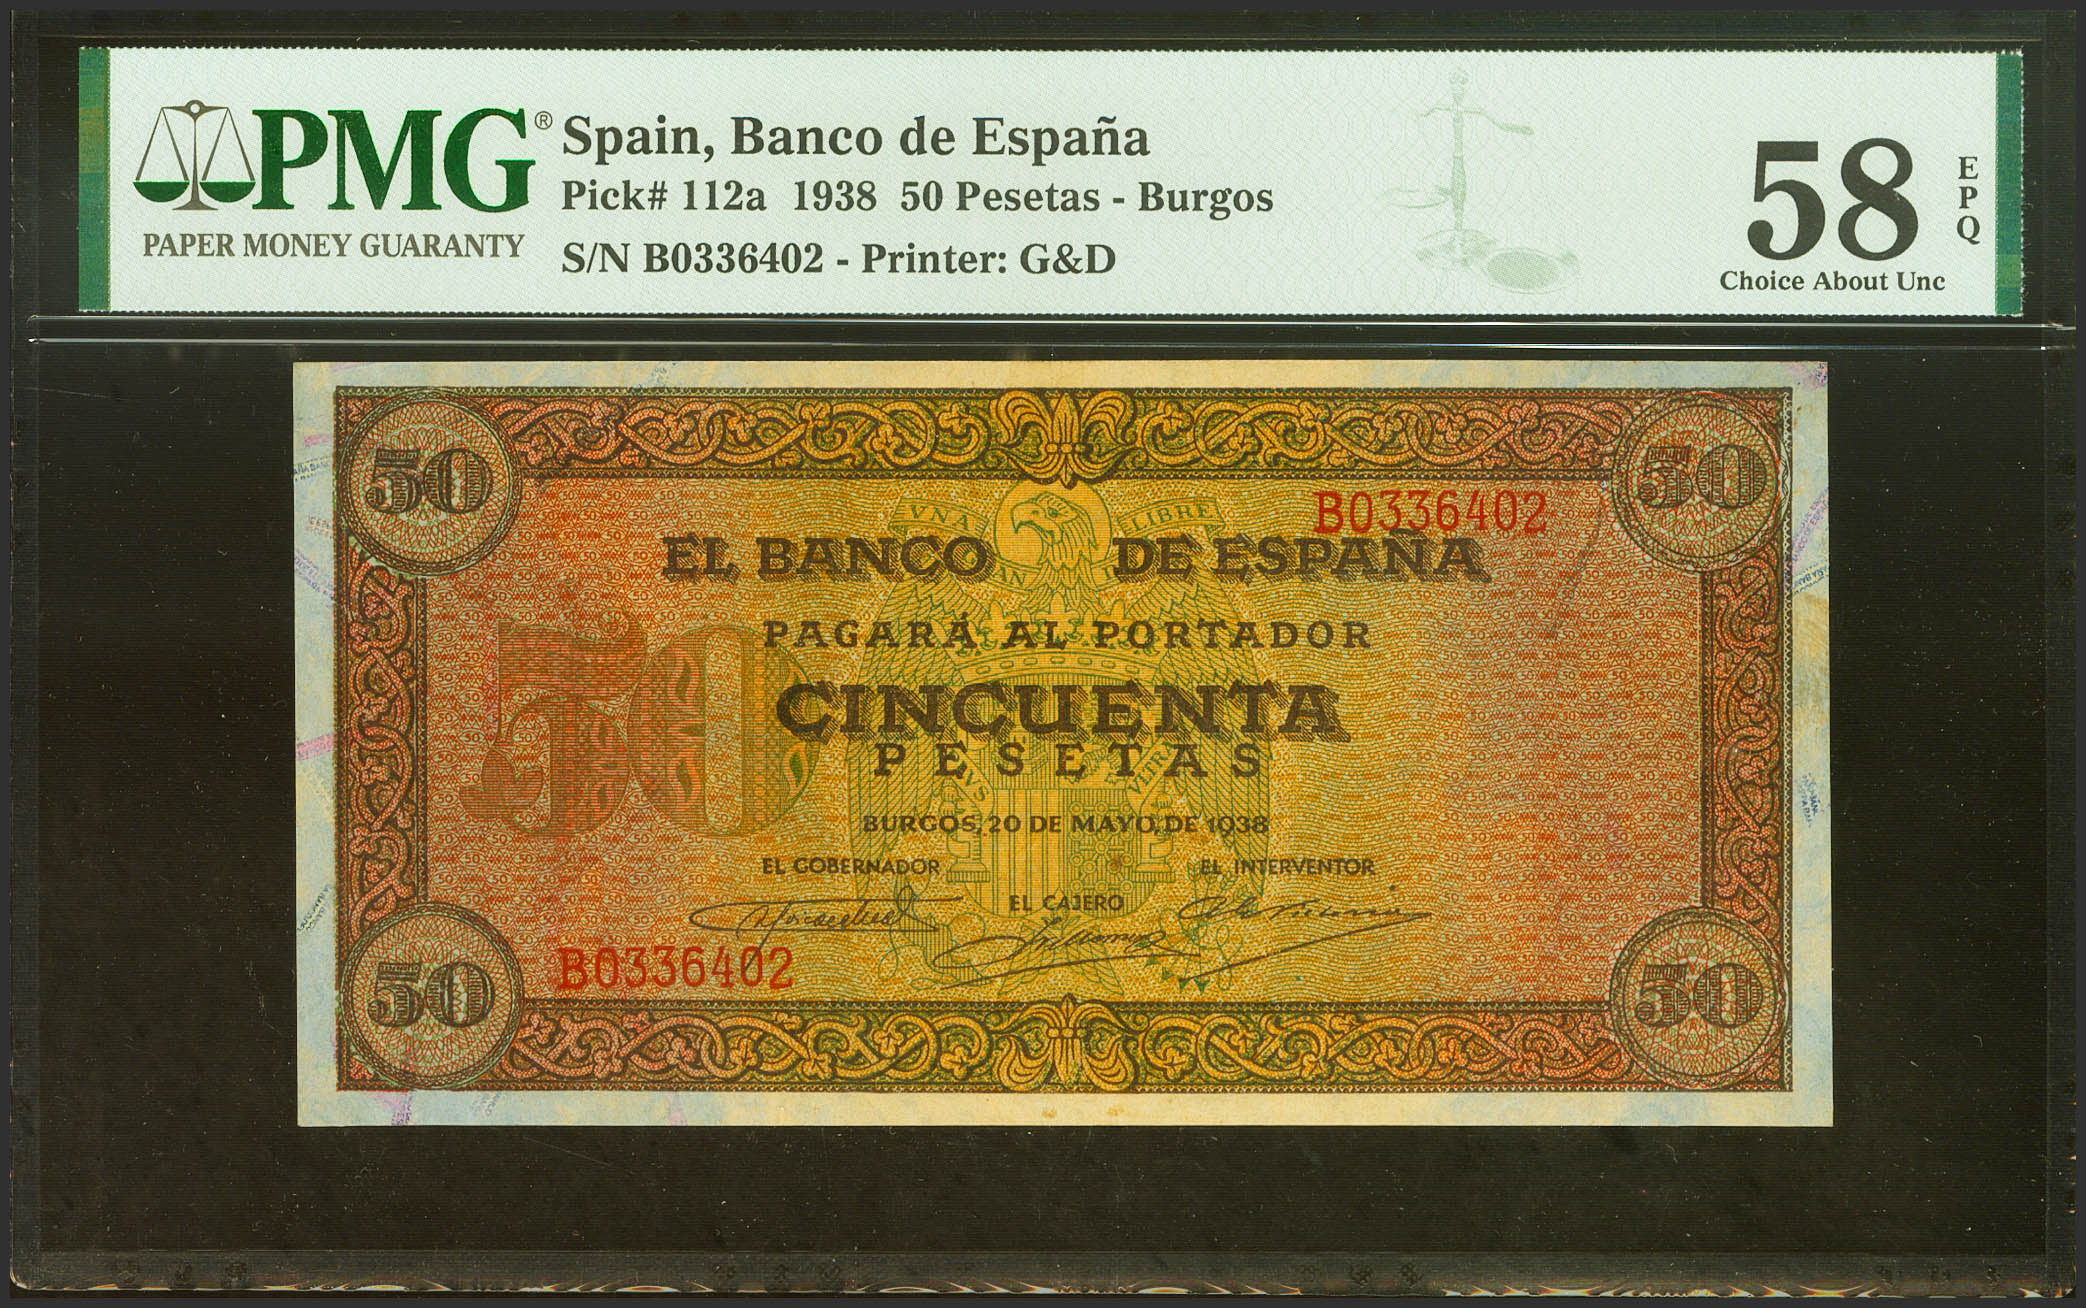 PMG®
PAPER MONEY GUARANTY
Spain, Banco de España
Pick# 112a 1938 50 Pesetas - Burgos
S/N B0336402 - Printer: G&D
58
EPQ
Choice About Unc
50
50
B0336402
VNA
LIBRE
EL BANCO DE ESPAÑA
PAGARÁ AL PORTADOR
50
CINCUENTA
PESETAS
BURGOS, 20 DE MAYO, DE 1938
EL GOBERNADOR
EL INTERVENTOR
EL CAJERO
B0336402
50
50